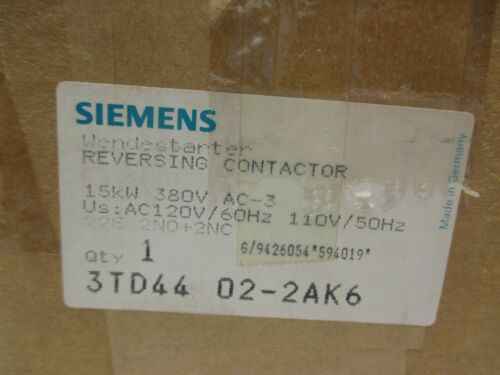 SIEMENS
Wendestarter
REVERSING CONTACTOR
15kW 380V AC-3
Us:AC120V/60Hz 110V/50Hz
22E 2NO+2NC
G/9426054*594019*
Qty 1
3TD44 02-2AK6
Made in Germany